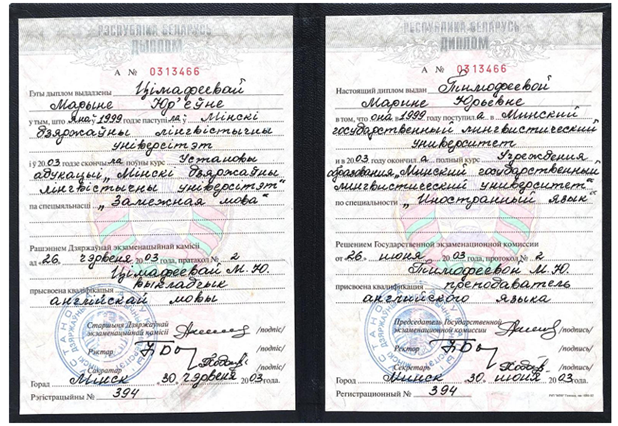 РЭСПУБЛІКА БЕЛАРУСЬ
ДЫПЛОМ
А № 0313466
Гэты дыплом выдадзены Цімафеевай
Марыне Юр'еўне
у тым, што яна ў 1999 годзе паступіла ў Мінскі
дзяржаўны лінгвістычны
універсітэт
і ў 2003 годзе скончыла поўны курс Установы
адукацыі „Мінскі дзяржаўны
лінгвістычны універсітэт"
па спецыяльнасці „Замежная мова"
Рашэннем Дзяржаўнай экзаменацыйнай камісіі
ад «26» чэрвеня 2003 года, пратакол № 2
Цімафеевай М. Ю.
прысвоена кваліфікацыя выкладчык
англійскай мовы
Старшыня Дзяржаўнай
экзаменацыйнай камісіі /подпіс/
Рэктар /подпіс/
Сакратар /подпіс/
Горад Мінск 30 чэрвеня 2003 года.
Рэгістрацыйны № 394
РЕСПУБЛИКА БЕЛАРУСЬ
ДИПЛОМ
А № 0313466
Настоящий диплом выдан Тимофеевой
Марине Юрьевне
в том, что она в 1999 году поступила в Минский
государственный лингвистический
университет
и в 2003 году окончила полный курс Учреждения
образования „Минский государственный
лингвистический университет"
по специальности „Иностранный язык"
Решением Государственной экзаменационной комиссии
от «26» июня 2003 года, протокол № 2
Тимофеевой М. Ю.
присвоена квалификация преподаватель
английского языка
Председатель Государственной
экзаменационной комиссии /подпись/
Ректор /подпись/
Секретарь /подпись/
Город Минск 30 июня 2003 года.
Регистрационный № 394